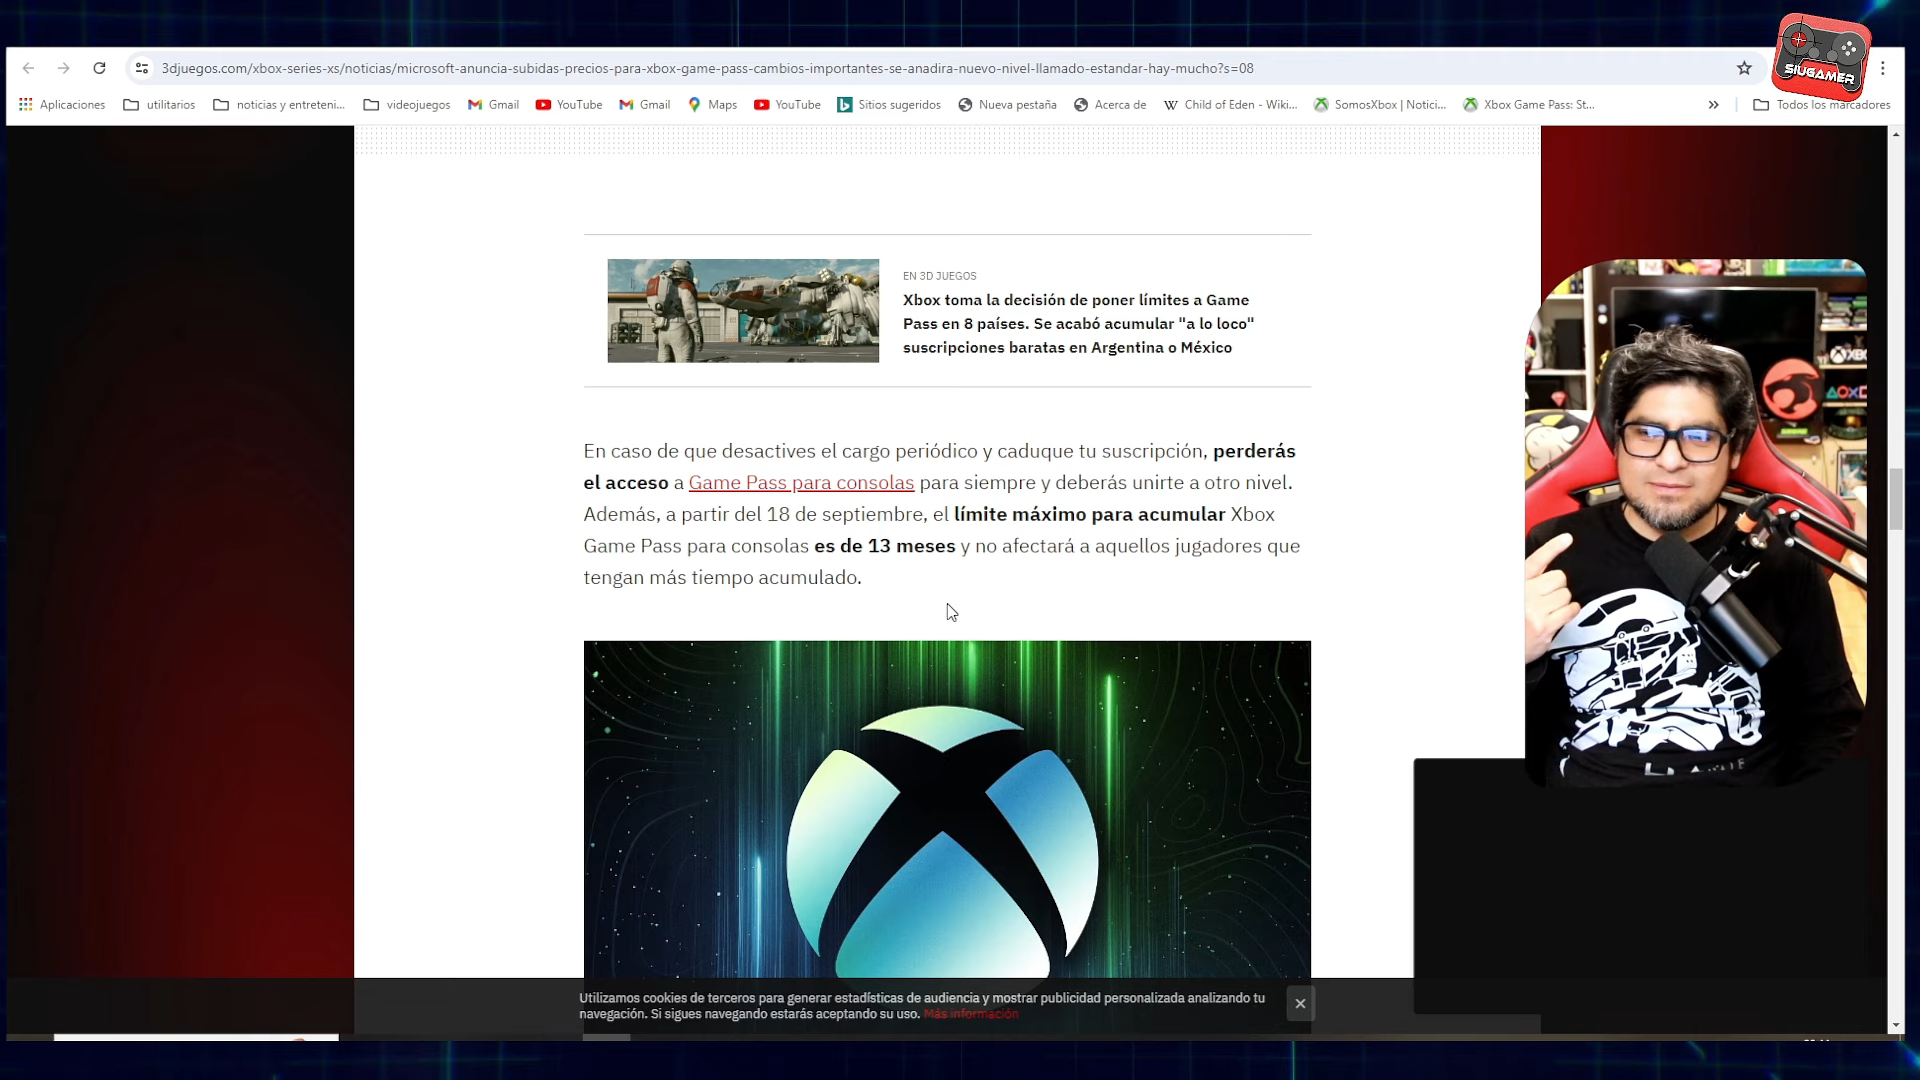 SIUGAMER
3djuegos.com/xbox-series-xs/noticias/microsoft-anuncia-subidas-precios-para-xbox-game-pass-cambios-importantes-se-anadira-nuevo-nivel-llamado-estandar-hay-mucho?s=08
Aplicaciones utilitarios noticias y entreteni... videojuegos Gmail YouTube Gmail Maps YouTube Sitios sugeridos Nueva pestaña Acerca de Child of Eden - Wiki... SomosXbox | Notici... Xbox Game Pass: St... » Todos los marcadores
EN 3D JUEGOS
Xbox toma la decisión de poner límites a Game
Pass en 8 países. Se acabó acumular "a lo loco"
suscripciones baratas en Argentina o México
En caso de que desactives el cargo periódico y caduque tu suscripción, perderás
el acceso a Game Pass para consolas para siempre y deberás unirte a otro nivel.
Además, a partir del 18 de septiembre, el límite máximo para acumular Xbox
Game Pass para consolas es de 13 meses y no afectará a aquellos jugadores que
tengan más tiempo acumulado.
Utilizamos cookies de terceros para generar estadísticas de audiencia y mostrar publicidad personalizada analizando tu
navegación. Si sigues navegando estarás aceptando su uso. Más información